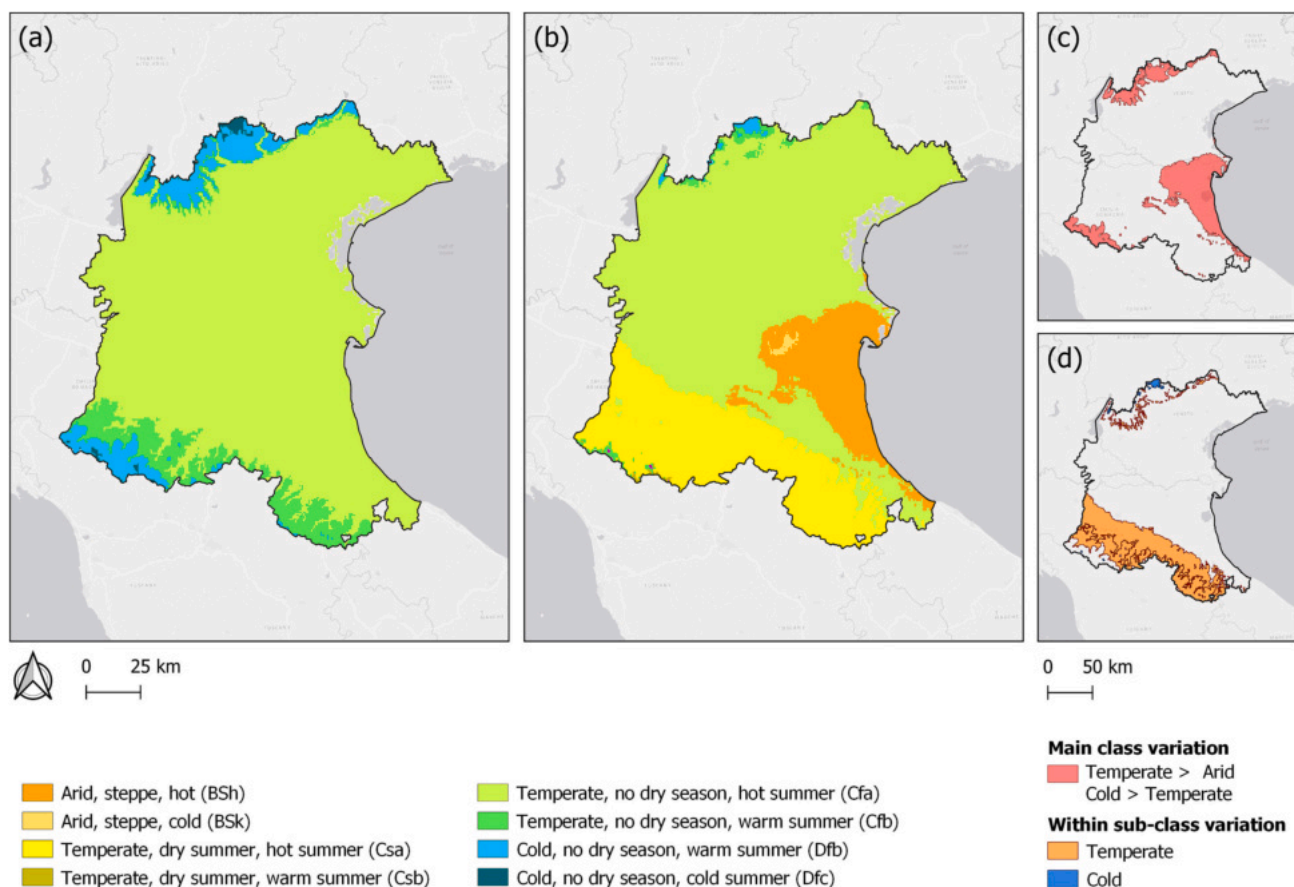 (a)
(b)
(c)
(d)
0 25 km
0 50 km
Arid, steppe, hot (BSh)
Arid, steppe, cold (BSk)
Temperate, dry summer, hot summer (Csa)
Temperate, dry summer, warm summer (Csb)
Temperate, no dry season, hot summer (Cfa)
Temperate, no dry season, warm summer (Cfb)
Cold, no dry season, warm summer (Dfb)
Cold, no dry season, cold summer (Dfc)
Main class variation
Temperate > Arid
Cold > Temperate
Within sub-class variation
Temperate
Cold